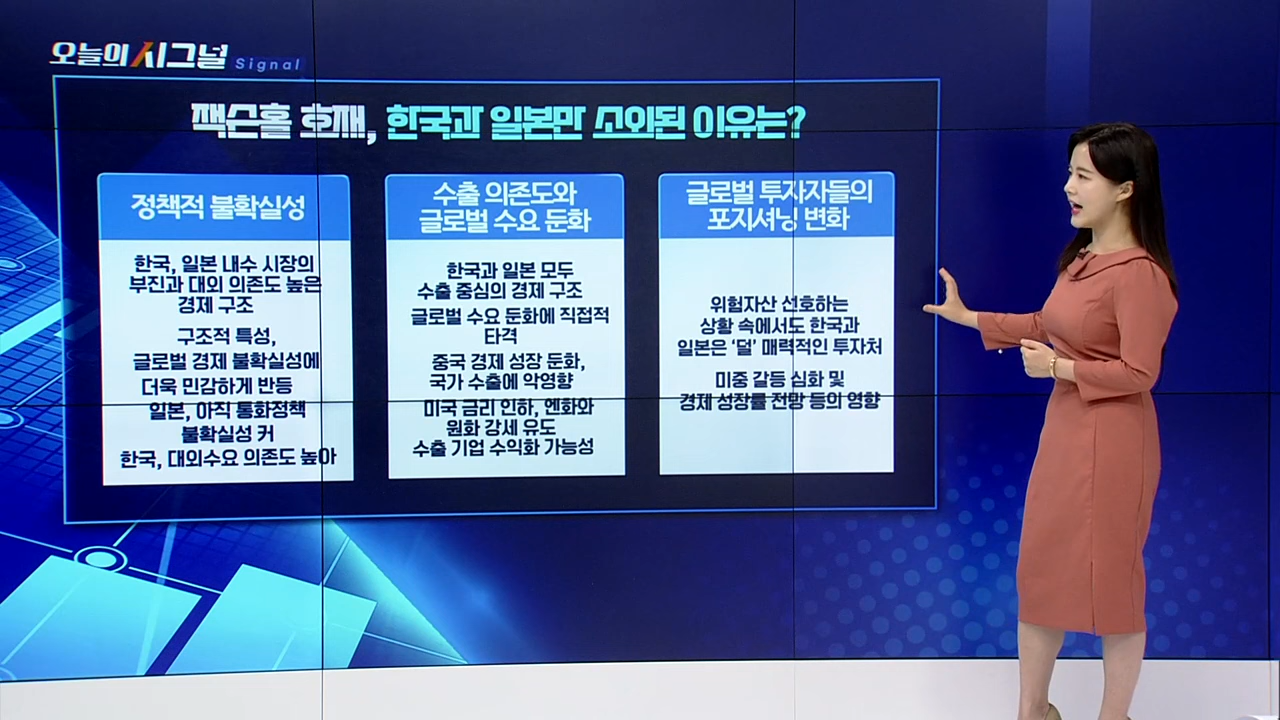 오늘의 시그널 Signal
잭슨홀 호재, 한국과 일본만 소외된 이유는?
정책적 불확실성
한국, 일본 내수 시장의
부진과 대외 의존도 높은
경제 구조
구조적 특성,
글로벌 경제 불확실성에
더욱 민감하게 반등
일본, 아직 통화정책
불확실성 커
한국, 대외수요 의존도 높아
수출 의존도와
글로벌 수요 둔화
한국과 일본 모두
수출 중심의 경제 구조
글로벌 수요 둔화에 직접적
타격
중국 경제 성장 둔화,
국가 수출에 악영향
미국 금리 인하, 엔화와
원화 강세 유도
수출 기업 수익화 가능성
글로벌 투자자들의
포지셔닝 변화
위험자산 선호하는
상황 속에서도 한국과
일본은 ‘덜’ 매력적인 투자처
미중 갈등 심화 및
경제 성장률 전망 등의 영향